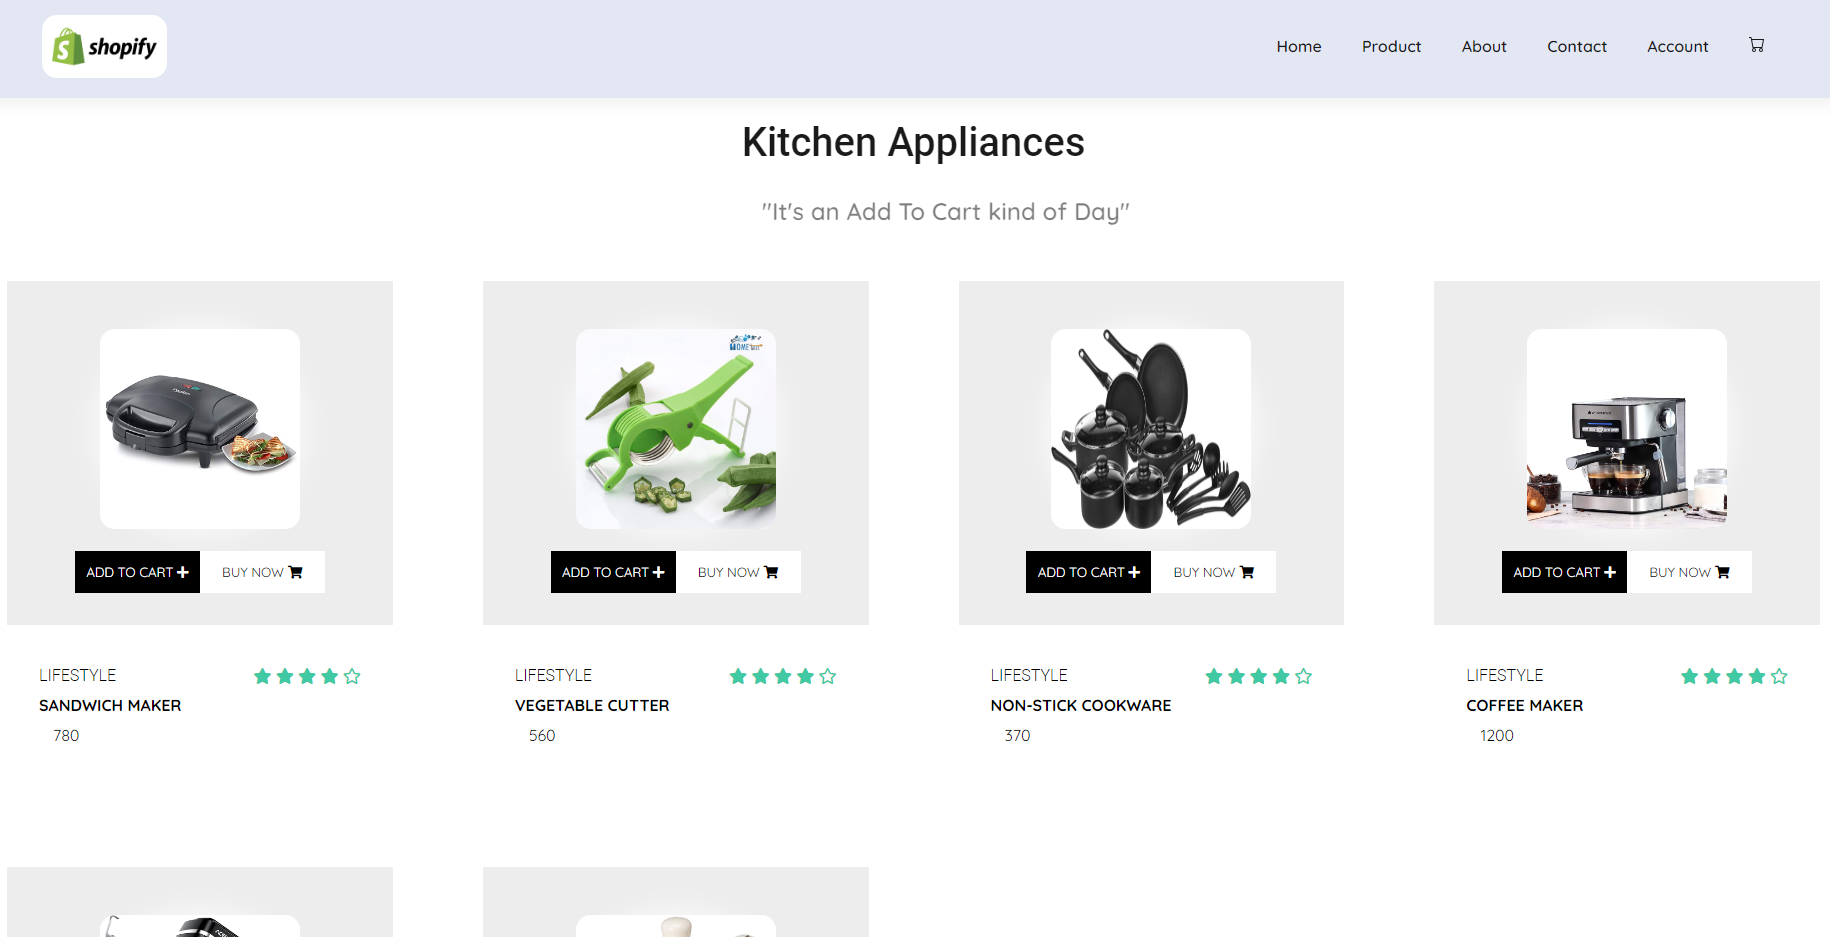 shopify
Home
Product
About
Contact
Account
Kitchen Appliances
"It's an Add To Cart kind of Day"
ADD TO CART
BUY NOW
ADD TO CART
BUY NOW
ADD TO CART
BUY NOW
ADD TO CART
BUY NOW
LIFESTYLE
SANDWICH MAKER
780
LIFESTYLE
VEGETABLE CUTTER
560
LIFESTYLE
NON-STICK COOKWARE
370
LIFESTYLE
COFFEE MAKER
1200